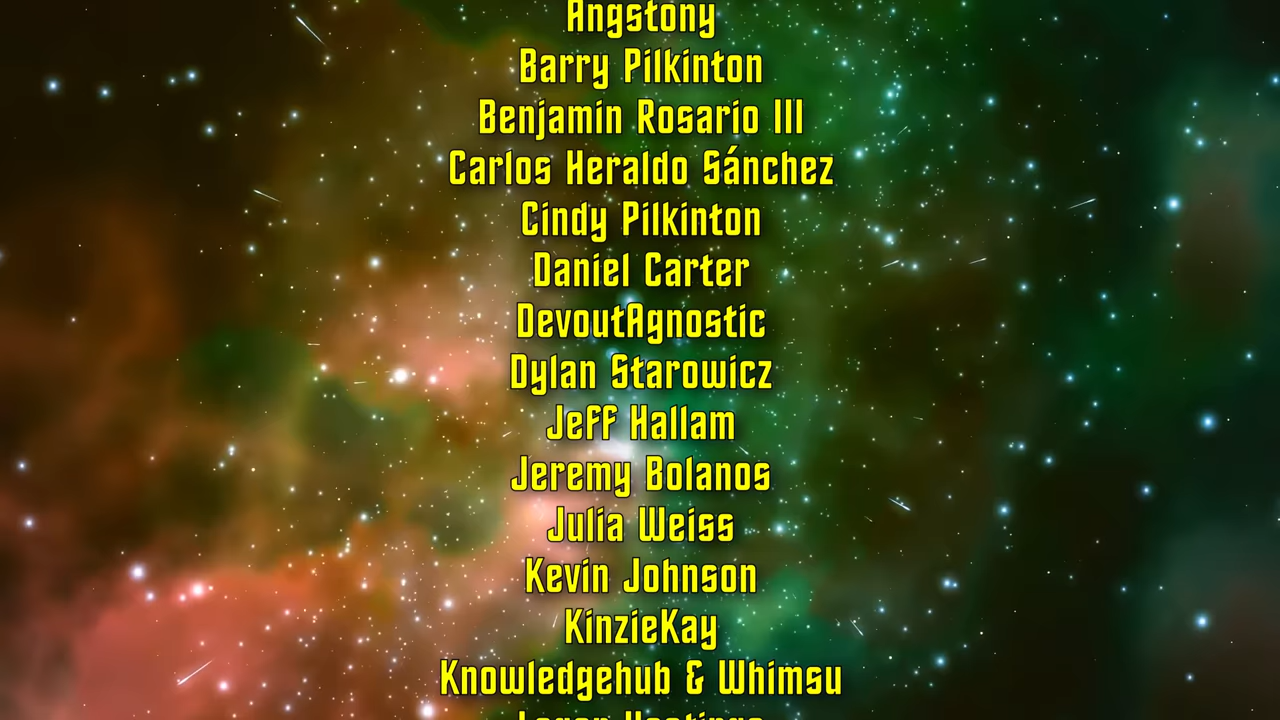 Angstony
Barry Pilkinton
Benjamin Rosario III
Carlos Heraldo Sánchez
Cindy Pilkinton
Daniel Carter
DevoutAgnostic
Dylan Starowicz
Jeff Hallam
Jeremy Bolanos
Julia Weiss
Kevin Johnson
KinzieKay
Knowledgehub & Whimsu